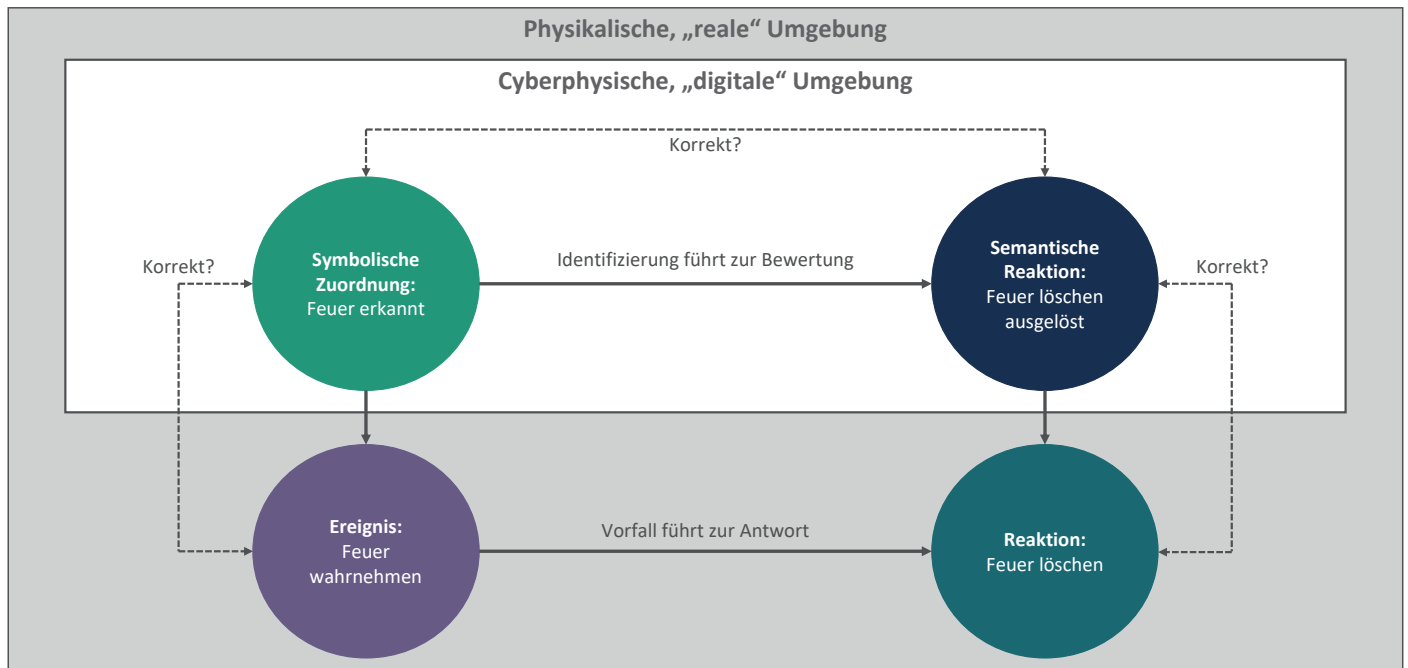 Physikalische, „reale“ Umgebung
Cyberphysische, „digitale“ Umgebung
Korrekt?
Korrekt?
Symbolische
Zuordnung:
Feuer erkannt
Identifizierung führt zur Bewertung
Semantische
Reaktion:
Feuer löschen
ausgelöst
Korrekt?
Ereignis:
Feuer
wahrnehmen
Vorfall führt zur Antwort
Reaktion:
Feuer löschen